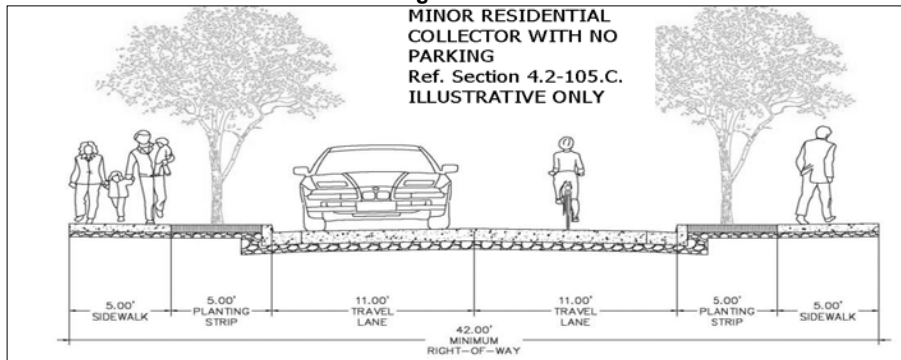 MINOR RESIDENTIAL
COLLECTOR WITH NO
PARKING
Ref. Section 4.2-105.C.
ILLUSTRATIVE ONLY
5.00'
SIDEWALK
5.00'
PLANTING
STRIP
11.00'
TRAVEL
LANE
11.00'
TRAVEL
LANE
5.00'
PLANTING
STRIP
5.00'
SIDEWALK
42.00'
MINIMUM
RIGHT-OF-WAY